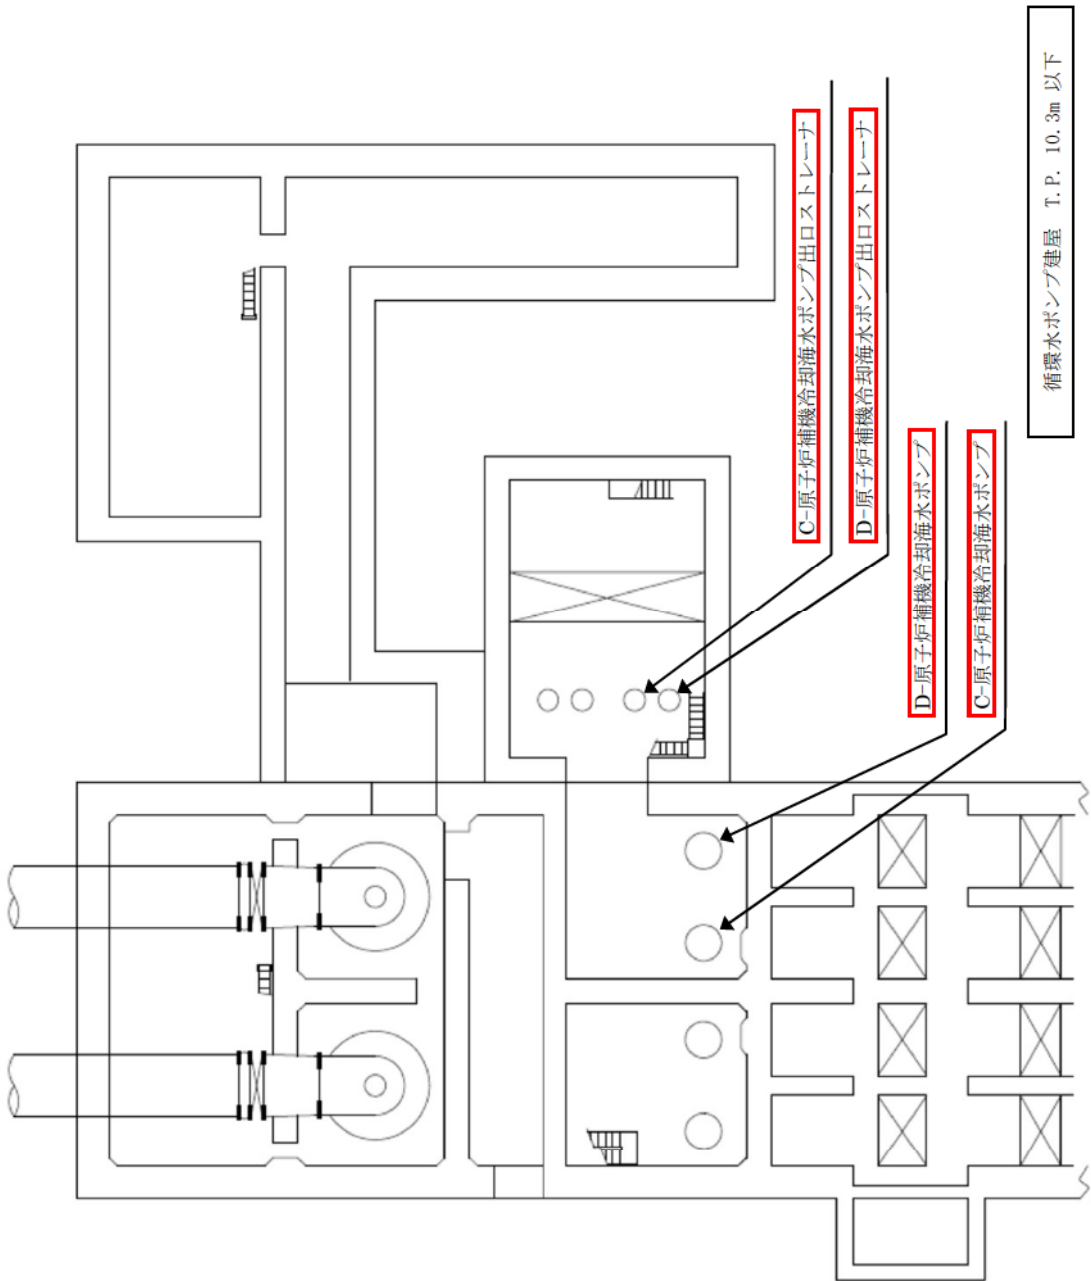 C-原子炉補機冷却海水ポンプ出口ストレーナ
D-原子炉補機冷却海水ポンプ出口ストレーナ
D-原子炉補機冷却海水ポンプ
C-原子炉補機冷却海水ポンプ
循環水ポンプ建屋 T.P. 10.3m 以下